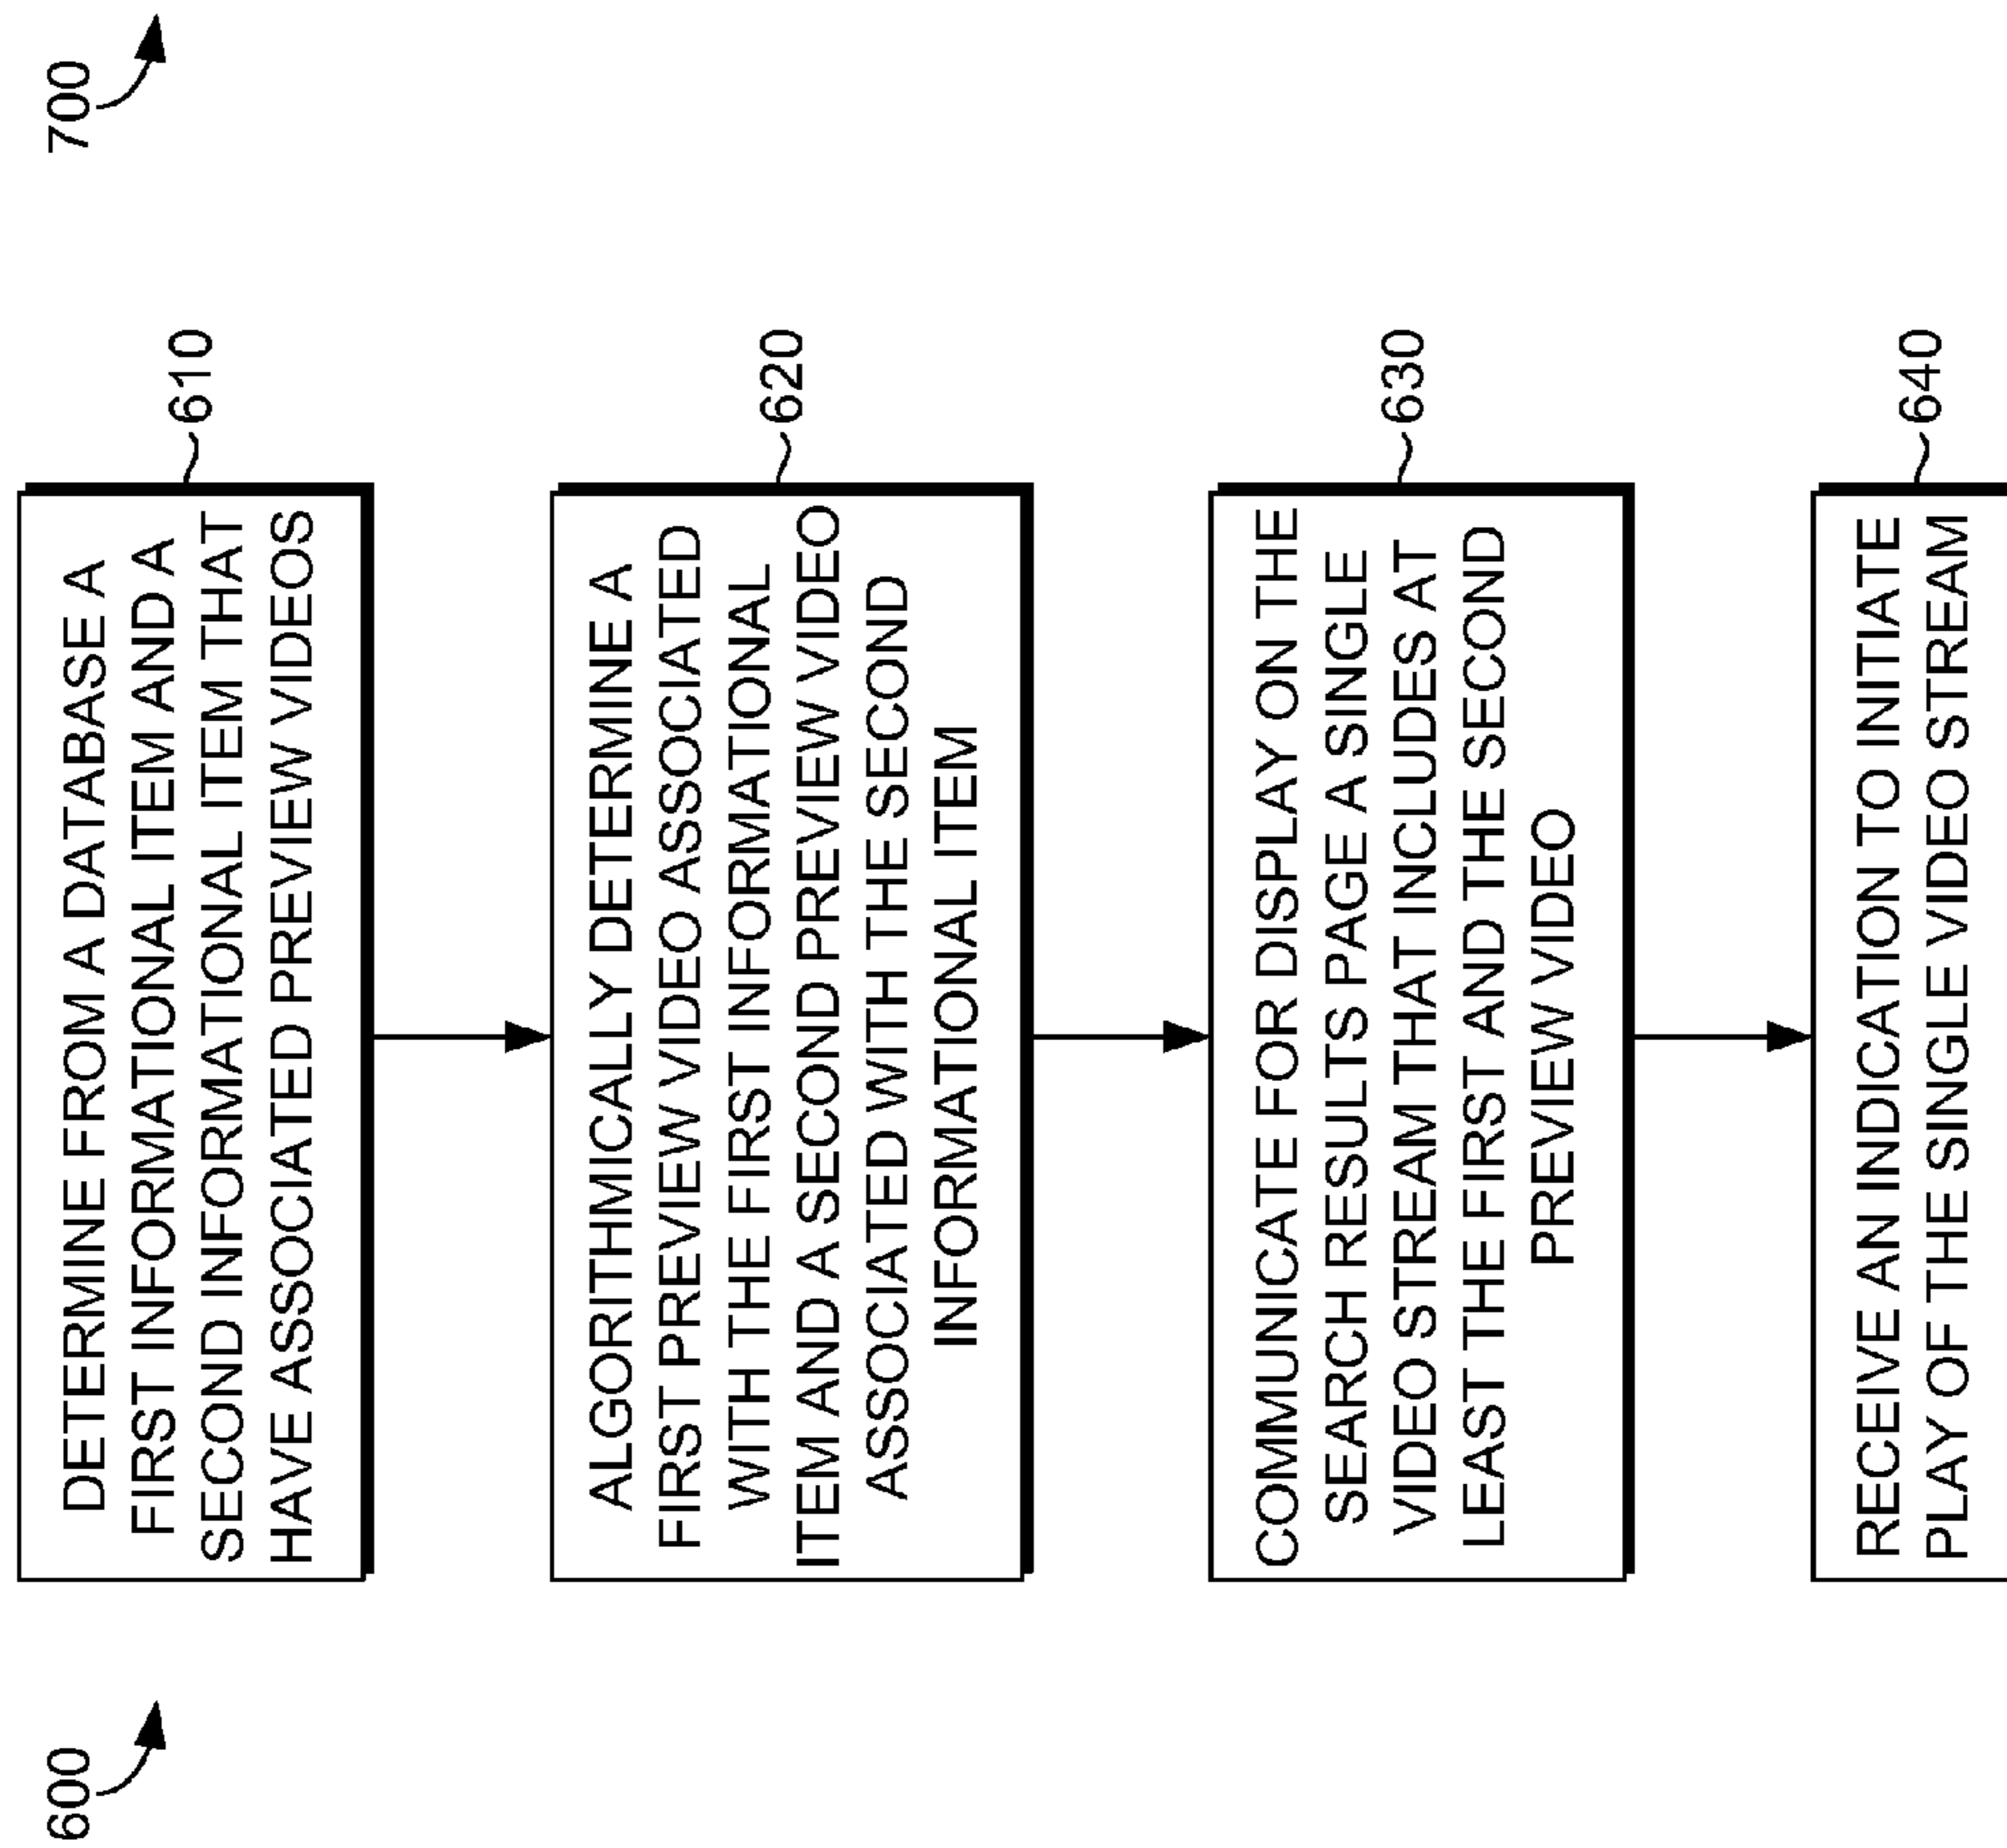 600
DETERMINE FROM A DATABASE A
FIRST INFORMATIONAL ITEM AND A
SECOND INFORMATIONAL ITEM THAT
HAVE ASSOCIATED PREVIEW VIDEOS
610
ALGORITHMICALLY DETERMINE A
FIRST PREVIEW VIDEO ASSOCIATED
WITH THE FIRST INFORMATIONAL
ITEM AND A SECOND PREVIEW VIDEO
ASSOCIATED WITH THE SECOND
INFORMATIONAL ITEM
620
COMMUNICATE FOR DISPLAY ON THE
SEARCH RESULTS PAGE A SINGLE
VIDEO STREAM THAT INCLUDES AT
LEAST THE FIRST AND THE SECOND
PREVIEW VIDEO
630
RECEIVE AN INDICATION TO INITIATE
PLAY OF THE SINGLE VIDEO STREAM
640
700